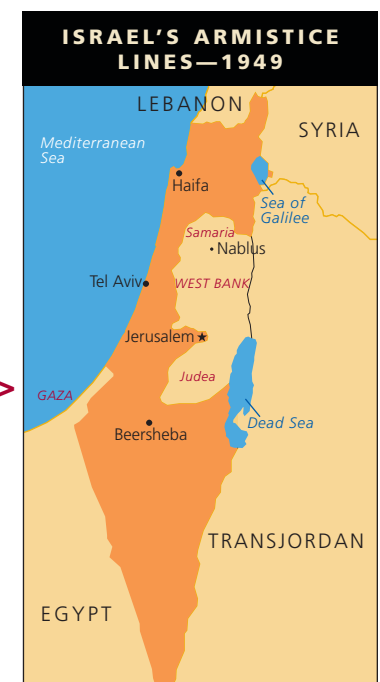 ISRAEL'S ARMISTICE
LINES—1949
LEBANON
SYRIA
Mediterranean
Sea
Haifa
Sea of
Galilee
Samaria
Nablus
Tel Aviv
WEST BANK
Jerusalem
Judea
GAZA
Dead Sea
Beersheba
TRANSJORDAN
EGYPT